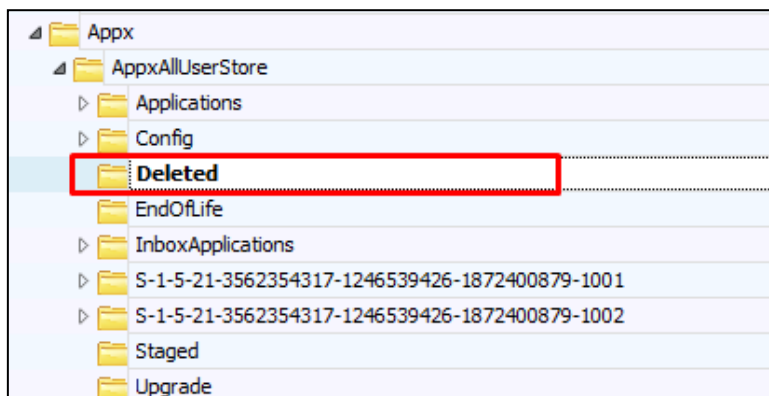 Appx
AppxAllUserStore
Applications
Config
Deleted
EndOfLife
InboxApplications
S-1-5-21-3562354317-1246539426-1872400879-1001
S-1-5-21-3562354317-1246539426-1872400879-1002
Staged
Upgrade